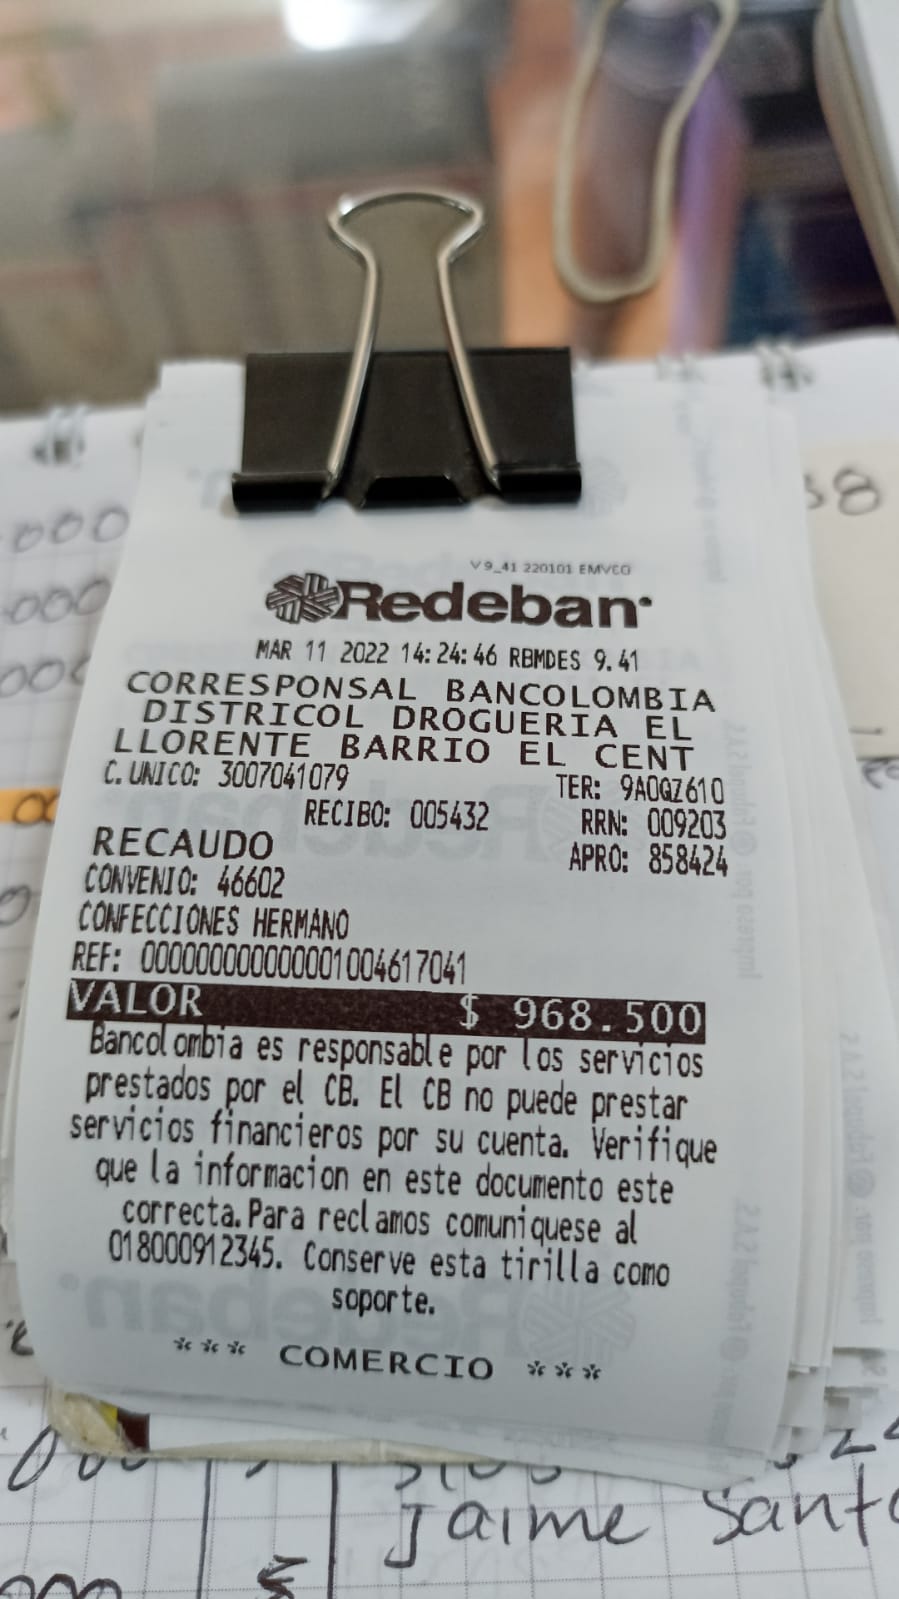 V9_41 220101 EMVCO
Redeban
MAR 11 2022 14:24:46 RBMDES 9.41
CORRESPONSAL BANCOLOMBIA
DISTRICOL DROGUERIA EL
LLORENTE BARRIO EL CENT
C. UNICO: 3007041079 TER: 9A0QZ610
RECIBO: 005432 RRN: 009203
RECAUDO APRO: 858424
CONVENIO: 46602
CONFECCIONES HERMANO
REF: 000000000000001004617041
VALOR $ 968.500
Bancolombia es responsable por los servicios
prestados por el CB. El CB no puede prestar
servicios financieros por su cuenta. Verifique
que la informacion en este documento este
correcta. Para reclamos comuniquese al
018000912345. Conserve esta tirilla como
soporte.
*** COMERCIO ***
Jaime